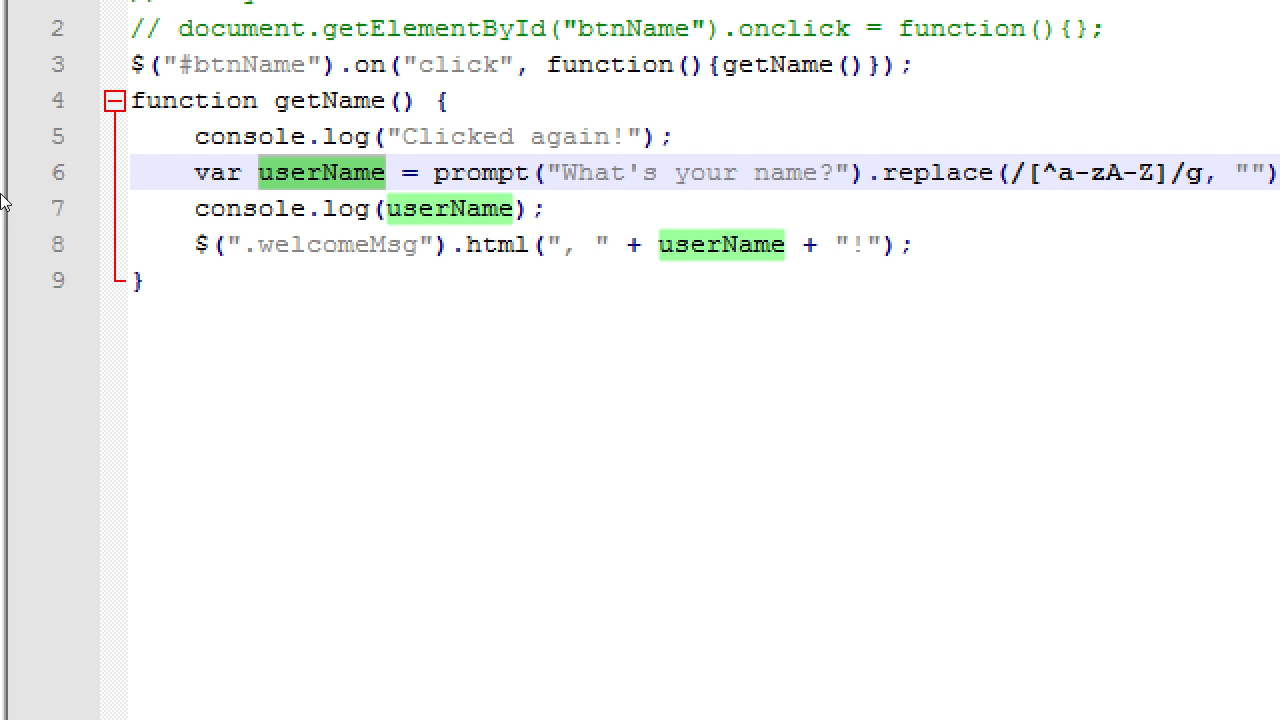 2 // document.getElementById("btnName").onclick = function(){};
3 $("#btnName").on("click", function(){getName()});
4 function getName() {
5 console.log("Clicked again!");
6 var userName = prompt("What's your name?").replace(/[^a-zA-Z]/g, "")
7 console.log(userName);
8 $(".welcomeMsg").html(", " + userName + "!");
9 }